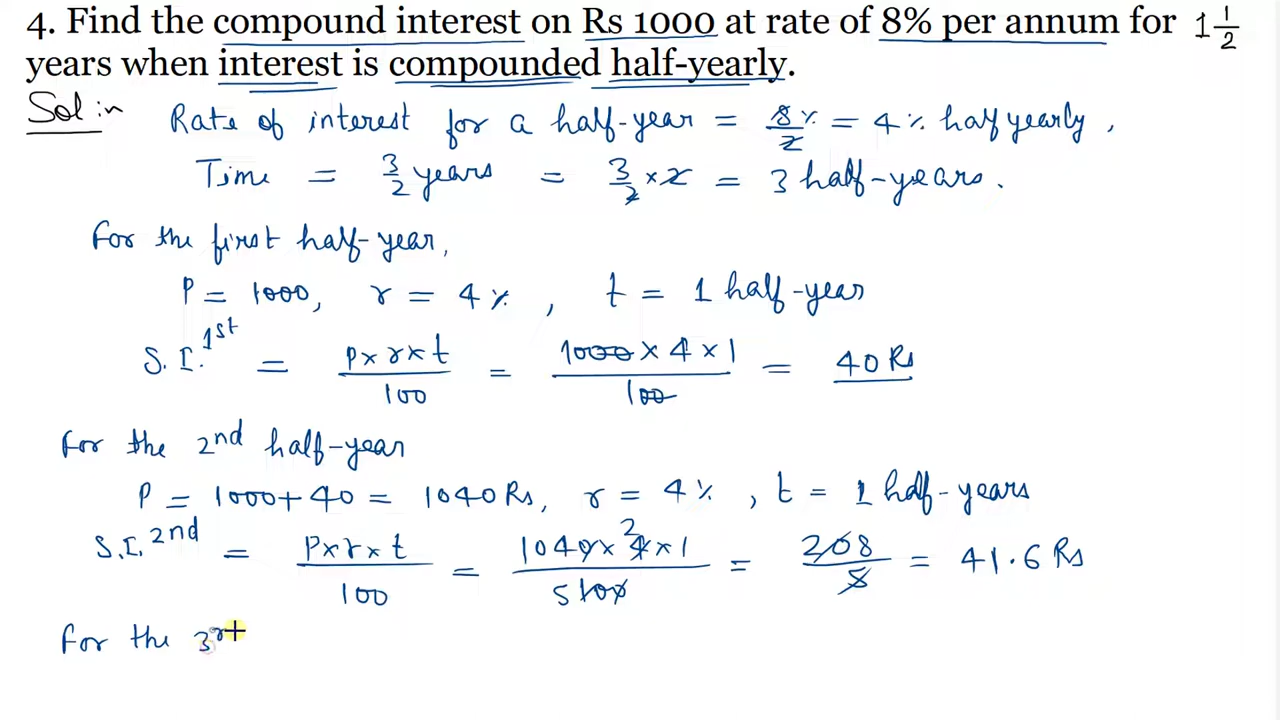 4. Find the compound interest on Rs 1000 at rate of 8% per annum for 1 1/2
years when interest is compounded half-yearly.
Sol:n Rate of interest for a half-year = 8%/2 = 4% half yearly,
Time = 3/2 years = 3/2 × 2 = 3 half-years.
For the first half-year,
P = 1000, r = 4%, t = 1 half-year
S.I. 1st = P×r×t/100 = 1000×4×1/100 = 40 Rs
For the 2nd half-year
P = 1000+40 = 1040 Rs, r = 4%, t = 1 half-years
S.I. 2nd = P×r×t/100 = 1040×4 2×1/5 100 = 208/5 = 41.6 Rs
For the 3r